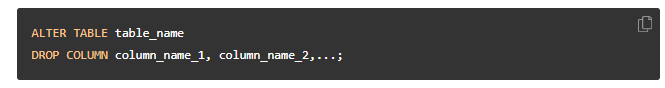 ALTER TABLE table_name
DROP COLUMN column_name_1, column_name_2,...;